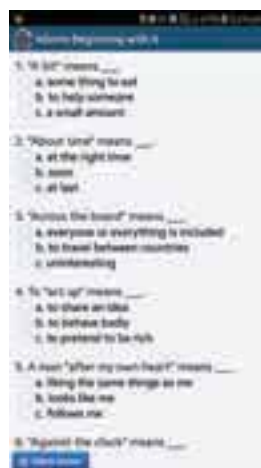 Idioms Beginning with A
1. "A bit" means ___
a. some thing to eat
b. to help someone
c. a small amount
2. "About time" means ___
a. at the right time
b. soon
c. at last
3. "Across the board" means ___
a. everyone or everything is included
b. to travel between countries
c. uninteresting
4. To "act up" means ___
a. to share an idea
b. to behave badly
c. to pretend to be rich
5. A man "after my own heart" means ___
a. liking the same things as me
b. looks like me
c. follows me
6. "Against the clock" means ___